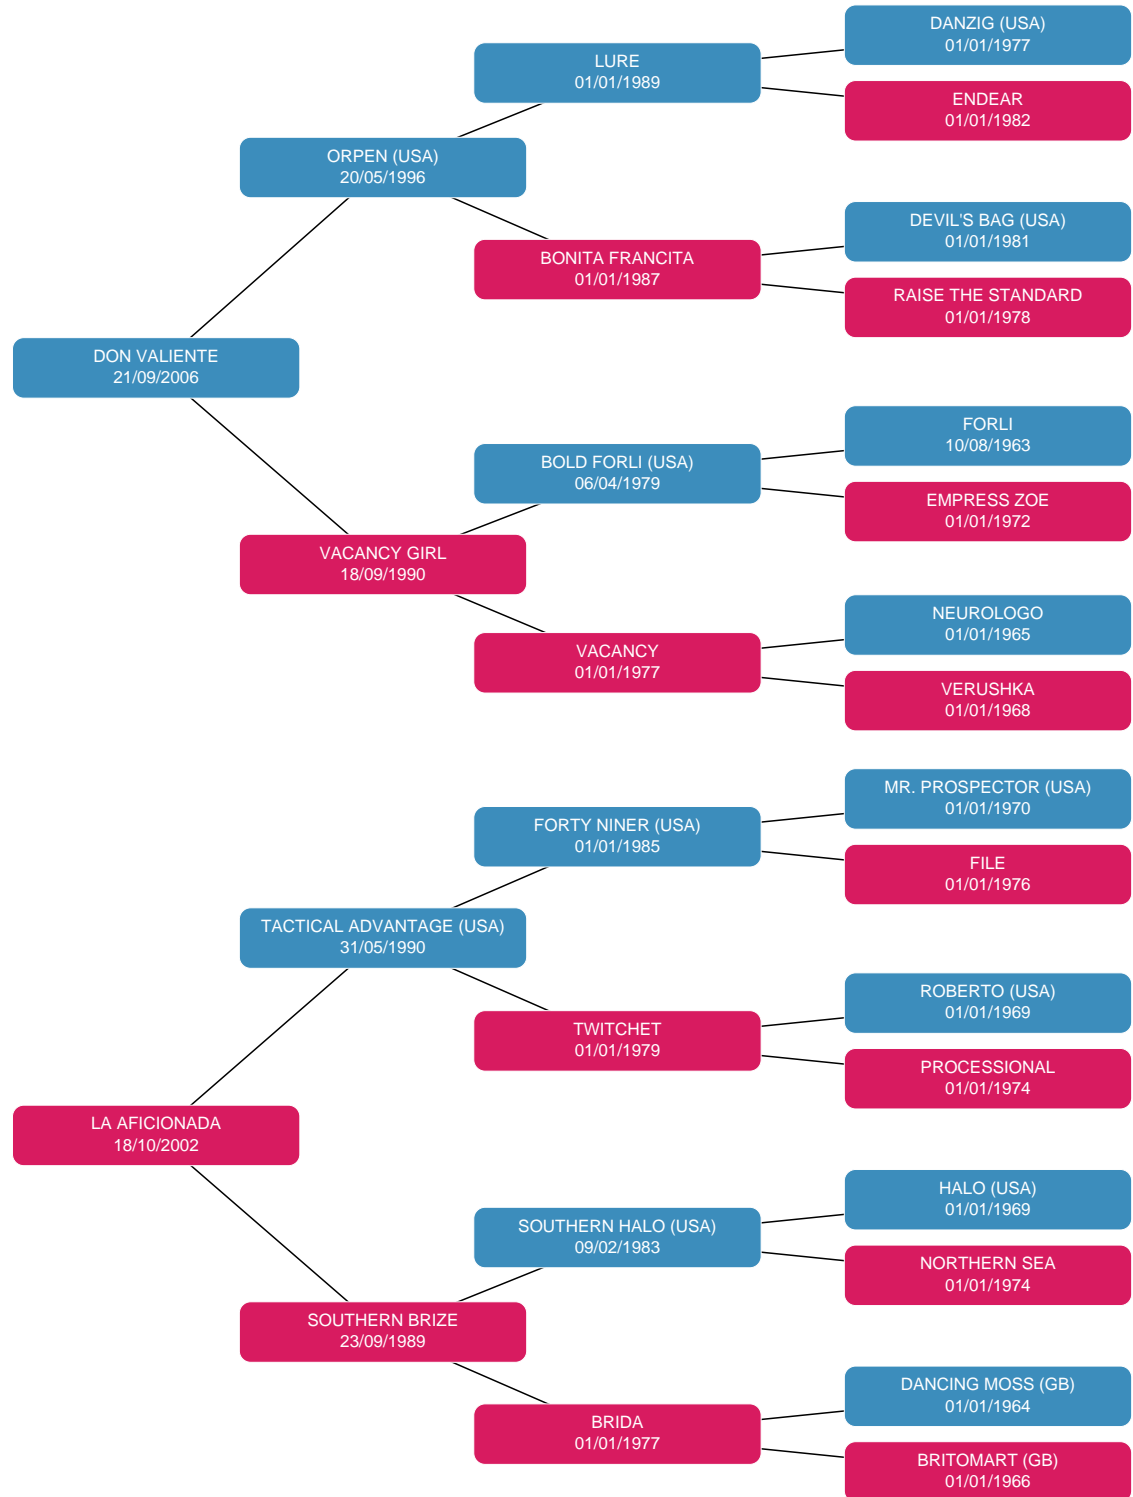 DANZIG (USA)
01/01/1977
LURE
01/01/1989
ENDEAR
01/01/1982
ORPEN (USA)
20/05/1996
DEVIL'S BAG (USA)
01/01/1981
BONITA FRANCITA
01/01/1987
RAISE THE STANDARD
01/01/1978
DON VALIENTE
21/09/2006
FORLI
10/08/1963
BOLD FORLI (USA)
06/04/1979
EMPRESS ZOE
01/01/1972
VACANCY GIRL
18/09/1990
NEUROLOGO
01/01/1965
VACANCY
01/01/1977
VERUSHKA
01/01/1968
MR. PROSPECTOR (USA)
01/01/1970
FORTY NINER (USA)
01/01/1985
FILE
01/01/1976
TACTICAL ADVANTAGE (USA)
31/05/1990
ROBERTO (USA)
01/01/1969
TWITCHET
01/01/1979
PROCESSIONAL
01/01/1974
LA AFICIONADA
18/10/2002
HALO (USA)
01/01/1969
SOUTHERN HALO (USA)
09/02/1983
NORTHERN SEA
01/01/1974
SOUTHERN BRIZE
23/09/1989
DANCING MOSS (GB)
01/01/1964
BRIDA
01/01/1977
BRITOMART (GB)
01/01/1966